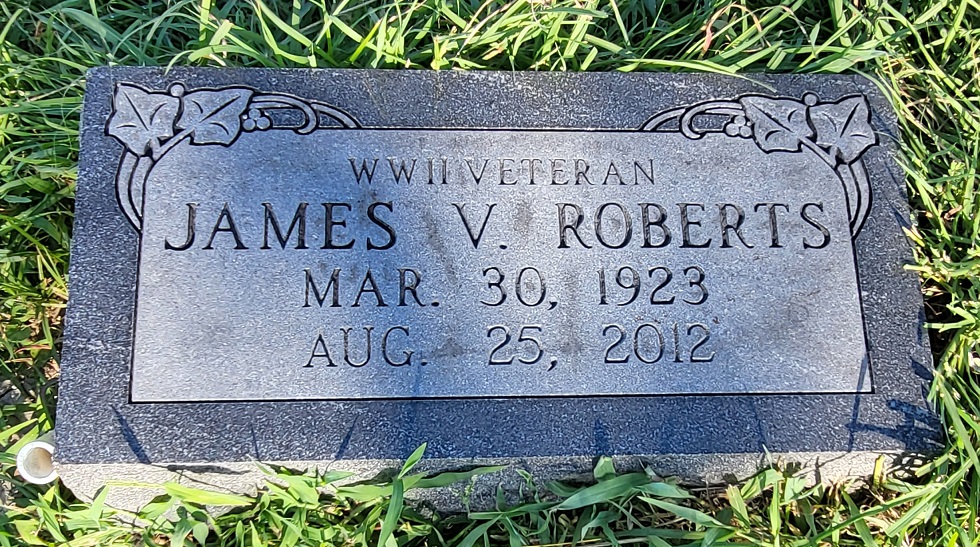 WWII VETERAN
JAMES V. ROBERTS
MAR. 30, 1923
AUG. 25, 2012